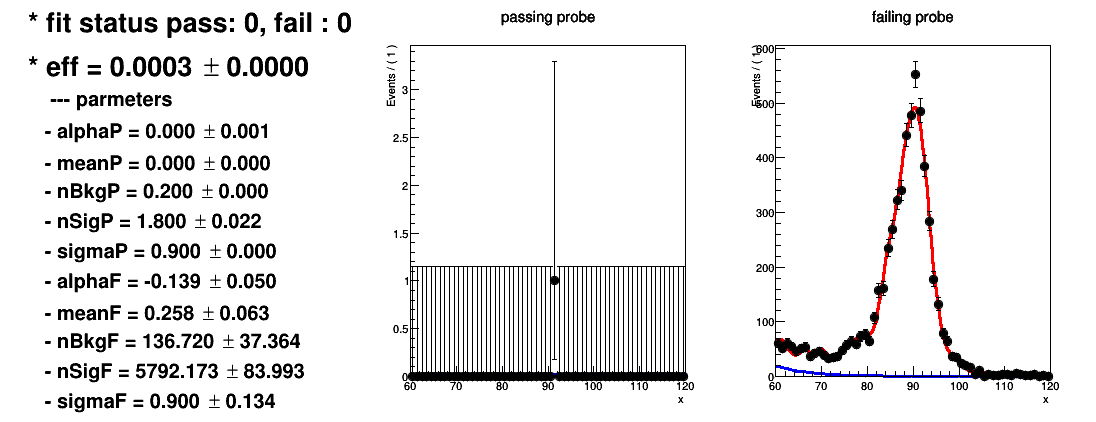 * fit status pass: 0, fail : 0
* eff = 0.0003 ± 0.0000
--- parmeters
- alphaP = 0.000 ± 0.001
- meanP = 0.000 ± 0.000
- nBkgP = 0.200 ± 0.000
- nSigP = 1.800 ± 0.022
- sigmaP = 0.900 ± 0.000
- alphaF = -0.139 ± 0.050
- meanF = 0.258 ± 0.063
- nBkgF = 136.720 ± 37.364
- nSigF = 5792.173 ± 83.993
- sigmaF = 0.900 ± 0.134
passing probe
Events / ( 1 )
3
2.5
2
1.5
1
0.5
0
60 70 80 90 100 110 120
x
failing probe
Events / ( 1 )
600
500
400
300
200
100
0
60 70 80 90 100 110 120
x